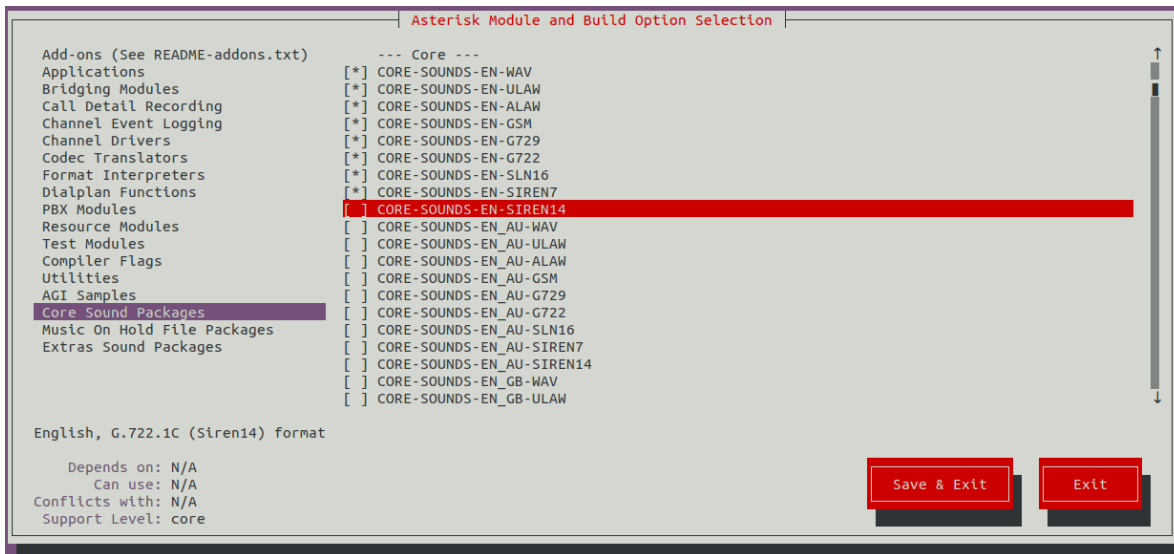 Asterisk Module and Build Option Selection
Add-ons (See README-addons.txt) --- Core ---
Applications [*] CORE-SOUNDS-EN-WAV
Bridging Modules [*] CORE-SOUNDS-EN-ULAW
Call Detail Recording [*] CORE-SOUNDS-EN-ALAW
Channel Event Logging [*] CORE-SOUNDS-EN-GSM
Channel Drivers [*] CORE-SOUNDS-EN-G729
Codec Translators [*] CORE-SOUNDS-EN-G722
Format Interpreters [*] CORE-SOUNDS-EN-SLN16
Dialplan Functions [*] CORE-SOUNDS-EN-SIREN7
PBX Modules [ ] CORE-SOUNDS-EN-SIREN14
Resource Modules [ ] CORE-SOUNDS-EN_AU-WAV
Test Modules [ ] CORE-SOUNDS-EN_AU-ULAW
Compiler Flags [ ] CORE-SOUNDS-EN_AU-ALAW
Utilities [ ] CORE-SOUNDS-EN_AU-GSM
AGI Samples [ ] CORE-SOUNDS-EN_AU-G729
Core Sound Packages [ ] CORE-SOUNDS-EN_AU-G722
Music On Hold File Packages [ ] CORE-SOUNDS-EN_AU-SLN16
Extras Sound Packages [ ] CORE-SOUNDS-EN_AU-SIREN7
[ ] CORE-SOUNDS-EN_AU-SIREN14
[ ] CORE-SOUNDS-EN_GB-WAV
[ ] CORE-SOUNDS-EN_GB-ULAW
English, G.722.1C (Siren14) format
Depends on: N/A
Can use: N/A
Conflicts with: N/A
Support Level: core
Save & Exit
Exit